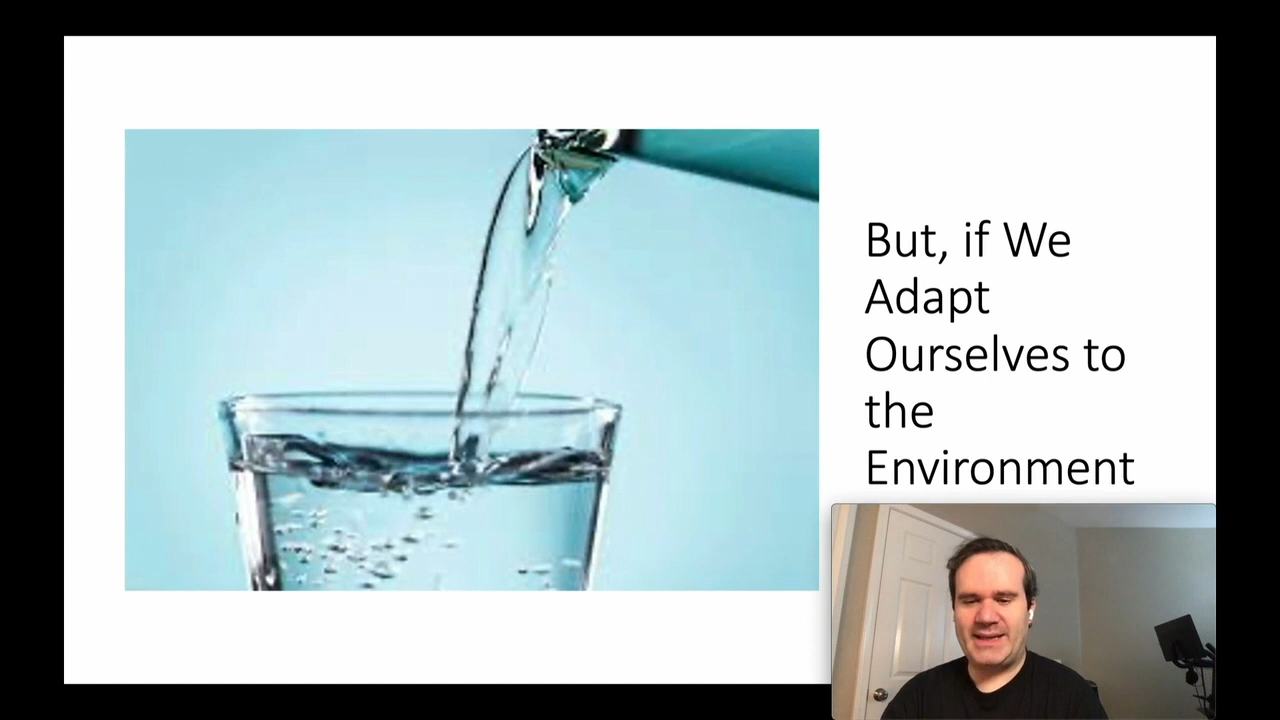 But, if We
Adapt
Ourselves to
the
Environment